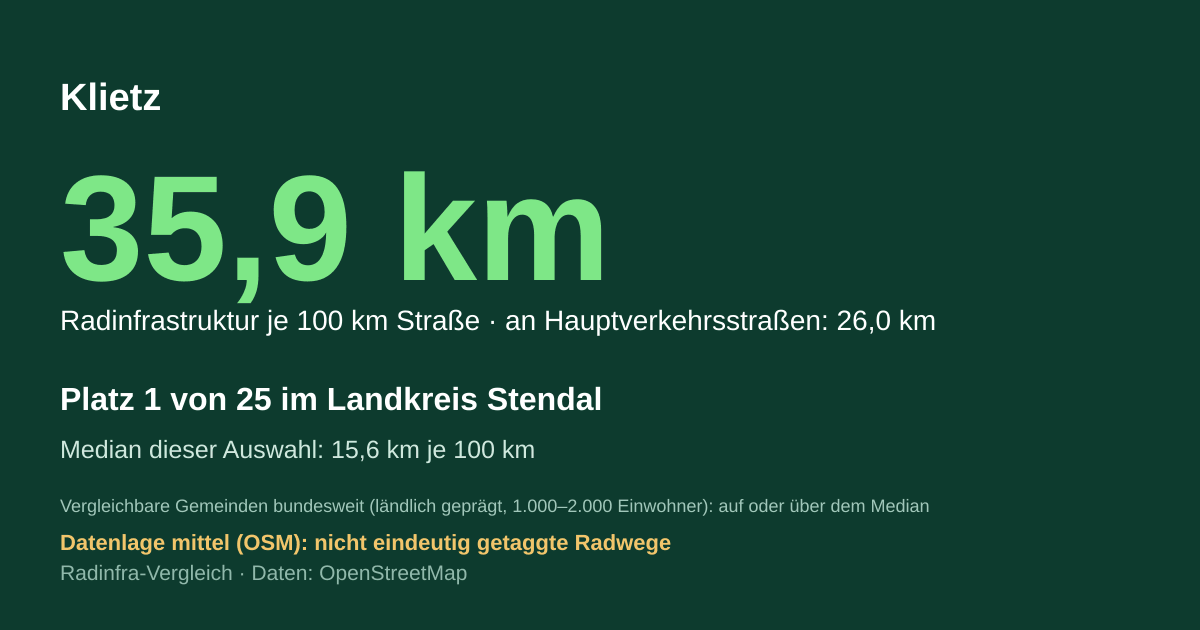 Klietz
35,9 km
Radinfrastruktur je 100 km Straße · an Hauptverkehrsstraßen: 26,0 km
Platz 1 von 25 im Landkreis Stendal
Median dieser Auswahl: 15,6 km je 100 km
Vergleichbare Gemeinden bundesweit (ländlich geprägt, 1.000–2.000 Einwohner): auf oder über dem Median
Datenlage mittel (OSM): nicht eindeutig getaggte Radwege
Radinfra-Vergleich · Daten: OpenStreetMap